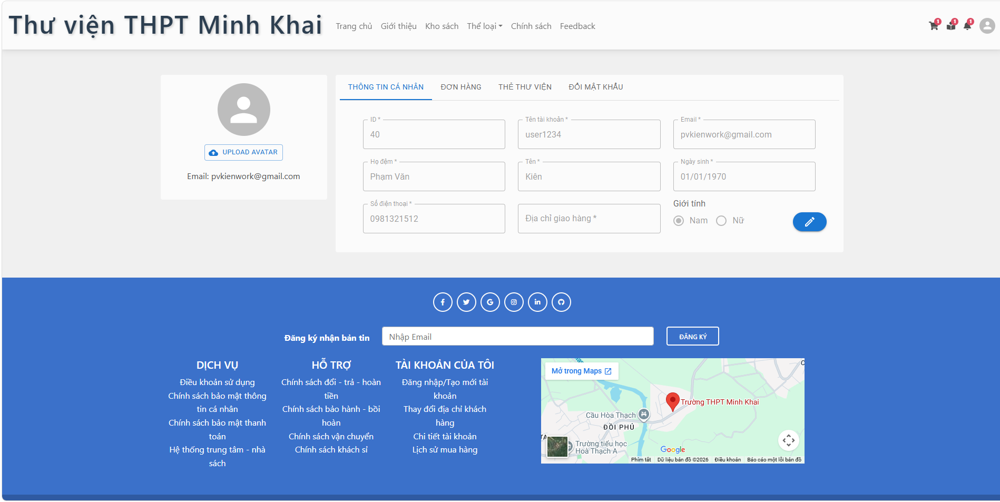 Thư viện THPT Minh Khai
Trang chủ
Giới thiệu
Kho sách
Thể loại
Chính sách
Feedback
1
1
1
UPLOAD AVATAR
Email: pvkienwork@gmail.com
THÔNG TIN CÁ NHÂN
ĐƠN HÀNG
THẺ THƯ VIỆN
ĐỔI MẬT KHẨU
ID *
40
Tên tài khoản *
user1234
Email *
pvkienwork@gmail.com
Họ đệm *
Phạm Văn
Tên *
Kiên
Ngày sinh *
01/01/1970
Số điện thoại *
0981321512
Địa chỉ giao hàng *
Giới tính
Nam
Nữ
Đăng ký nhận bản tin
Nhập Email
ĐĂNG KÝ
DỊCH VỤ
Điều khoản sử dụng
Chính sách bảo mật thông
tin cá nhân
Chính sách bảo mật thanh
toán
Hệ thống trung tâm - nhà
sách
HỖ TRỢ
Chính sách đổi - trả - hoàn
tiền
Chính sách bảo hành - bồi
hoàn
Chính sách vận chuyển
Chính sách khách sỉ
TÀI KHOẢN CỦA TÔI
Đăng nhập/Tạo mới tài
khoản
Thay đổi địa chỉ khách
hàng
Chi tiết tài khoản
Lịch sử mua hàng
Mở trong Maps
Trường THPT Minh Khai
Cầu Hòa Thạch
ĐỒI PHỦ
Trường tiểu học
Hoà Thạch A
Google
Phím tắt
Dữ liệu bản đồ ©2026
Điều khoản
Báo cáo một lỗi bản đồ